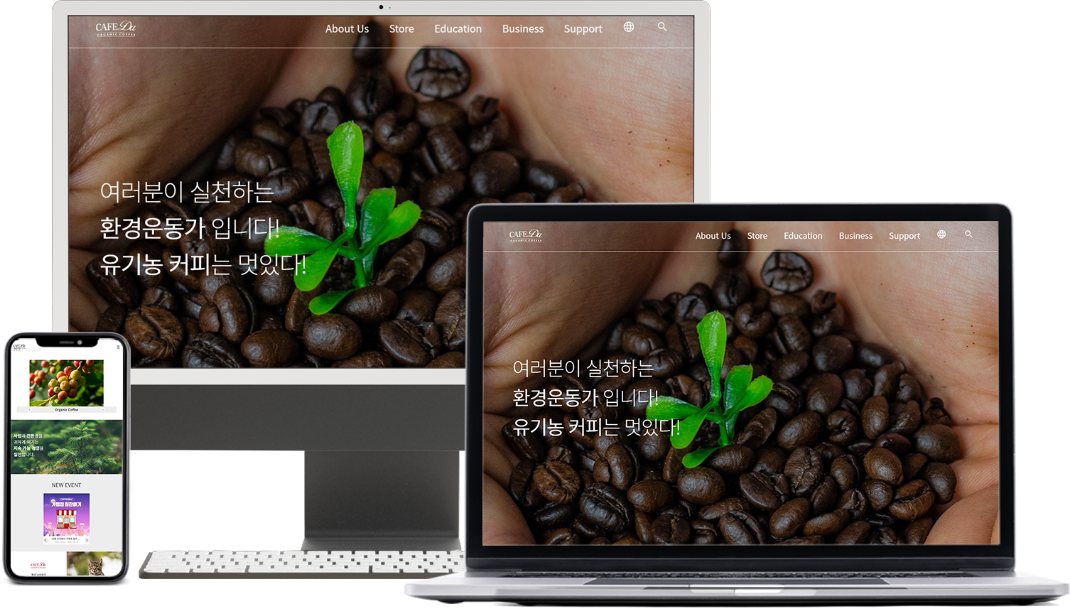 CAFE Da
ORGANIC COFFEE
About Us Store Education Business Support
여러분이 실천하는
환경운동가 입니다!
유기농 커피는 멋있다!
CAFE Da
ORGANIC COFFEE
About Us Store Education Business Support
여러분이 실천하는
환경운동가 입니다!
유기농 커피는 멋있다!
Organic Coffee
NEW EVENT